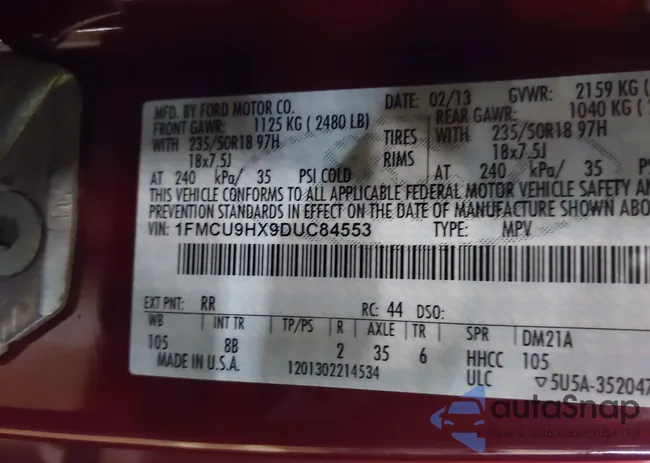 MFD. BY FORD MOTOR CO. DATE: 02/13 GVWR: 2159 KG (
FRONT GAWR: 1125 KG ( 2480 LB) REAR GAWR: 1040 KG (
WITH 235/50R18 97H TIRES WITH 235/50R18 97H
18x7.5J RIMS 18x7.5J
AT 240 kPa/ 35 PSI COLD AT 240 kPa/ 35
THIS VEHICLE CONFORMS TO ALL APPLICABLE FEDERAL MOTOR VEHICLE SAFETY AN
PREVENTION STANDARDS IN EFFECT ON THE DATE OF MANUFACTURE SHOWN ABO
VIN: 1FMCU9HX9DUC84553 TYPE: MPV
EXT PNT: RR RC: 44 DSO:
WB INT TR TP/PS R AXLE TR SPR DM21A
105 8B 2 35 6 HHCC 105
MADE IN U.S.A. 1201302214534 ULC ▽5U5A-352047
autoSnap